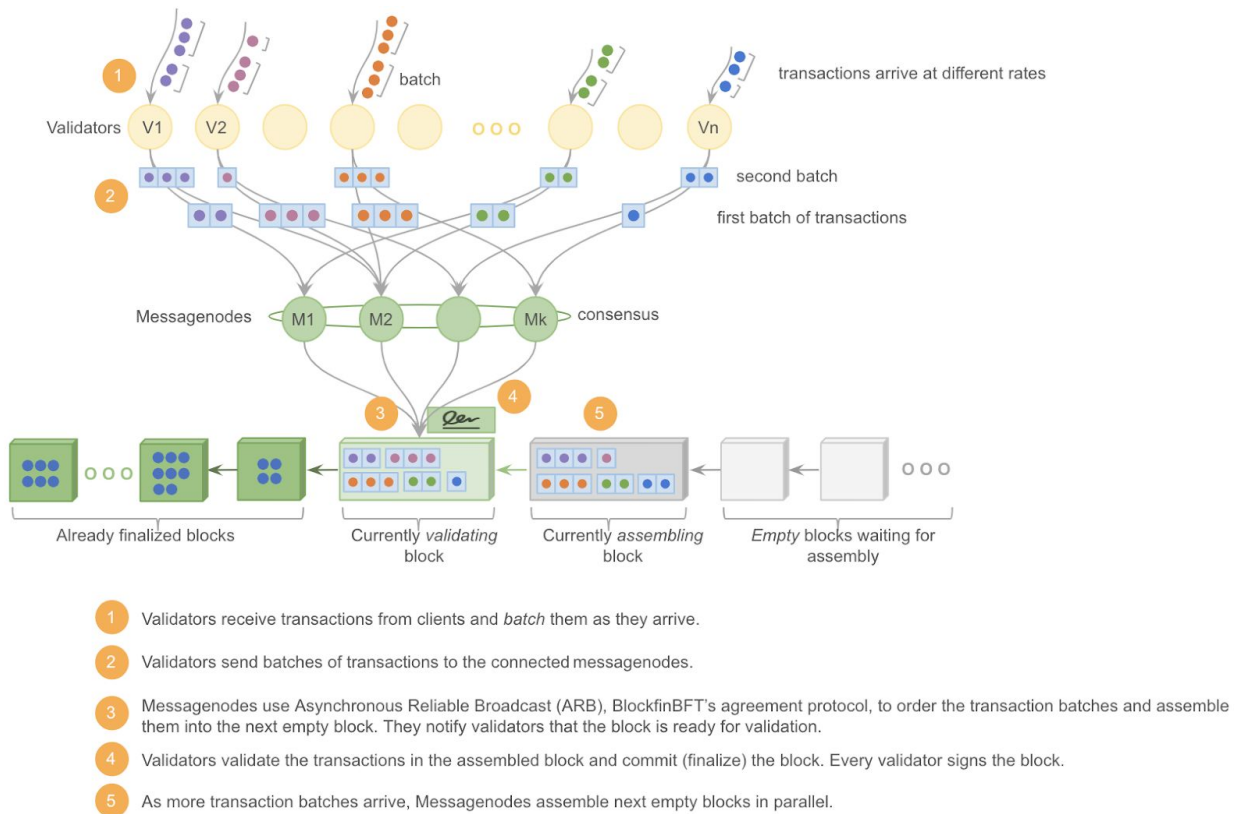 1
batch
transactions arrive at different rates
Validators
V1
V2
o o o
Vn
2
second batch
first batch of transactions
Messagenodes
M1
M2
Mk
consensus
3
4
5
o o o
o o o
Already finalized blocks
Currently validating
block
Currently assembling
block
Empty blocks waiting for
assembly
1 Validators receive transactions from clients and batch them as they arrive.
2 Validators send batches of transactions to the connected messagenodes.
3 Messagenodes use Asynchronous Reliable Broadcast (ARB), BlockfinBFT's agreement protocol, to order the transaction batches and assemble
them into the next empty block. They notify validators that the block is ready for validation.
4 Validators validate the transactions in the assembled block and commit (finalize) the block. Every validator signs the block.
5 As more transaction batches arrive, Messagenodes assemble next empty blocks in parallel.